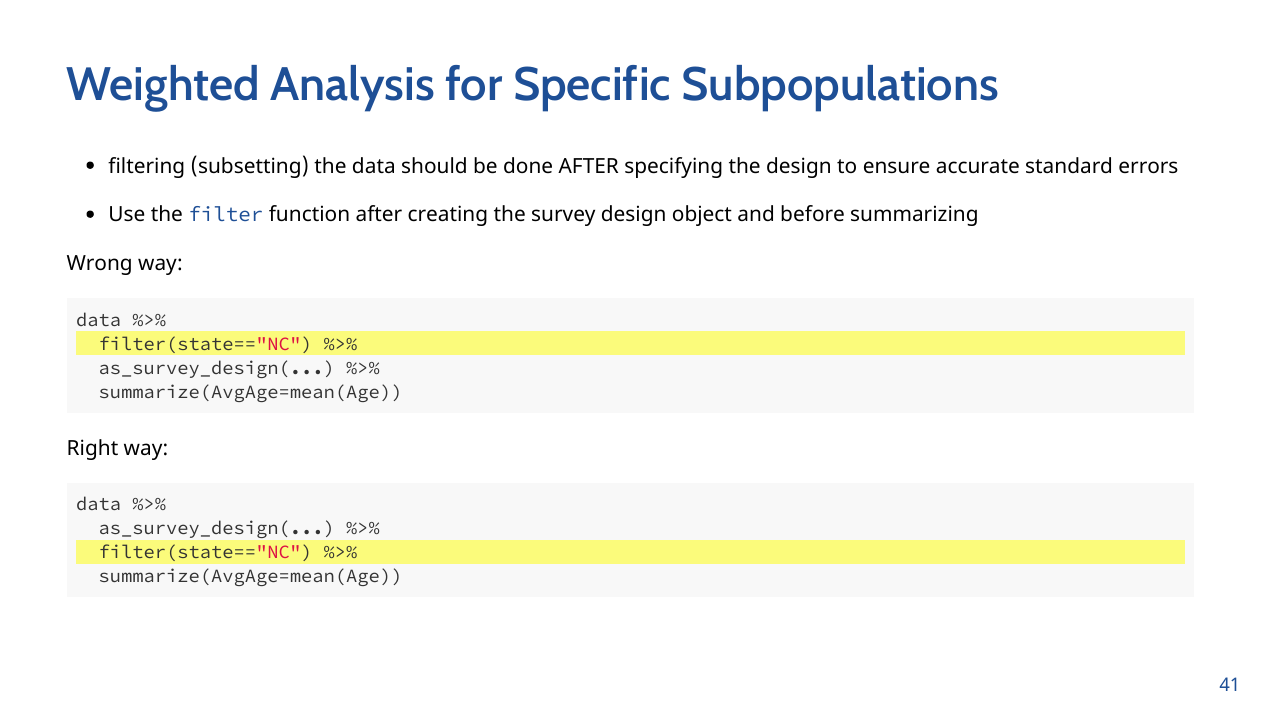 Weighted Analysis for Specific Subpopulations
• filtering (subsetting) the data should be done AFTER specifying the design to ensure accurate standard errors
• Use the filter function after creating the survey design object and before summarizing
Wrong way:
data %>%
  filter(state=="NC") %>%
  as_survey_design(...) %>%
  summarize(AvgAge=mean(Age))
Right way:
data %>%
  as_survey_design(...) %>%
  filter(state=="NC") %>%
  summarize(AvgAge=mean(Age))
41